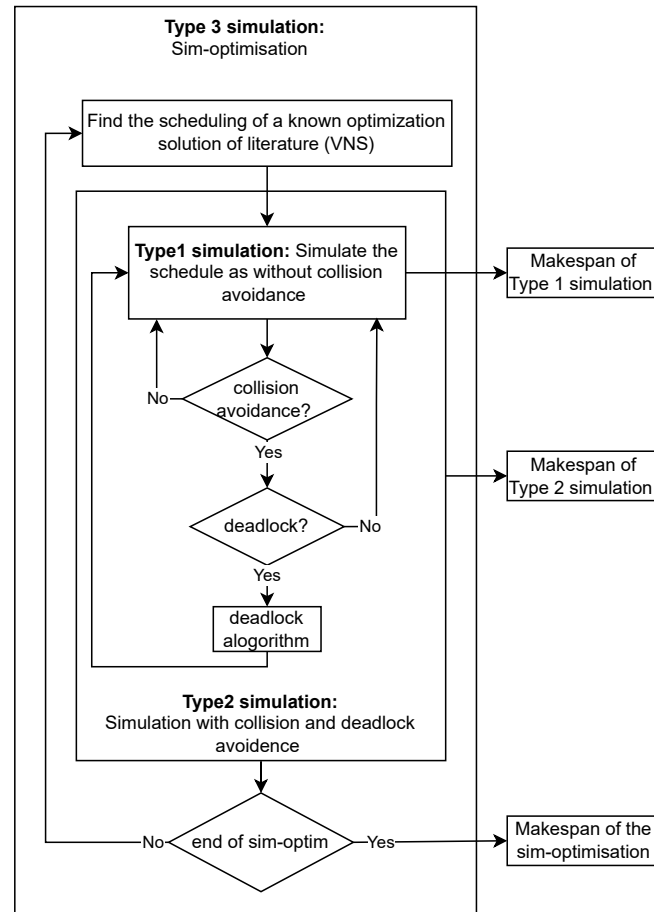 Type 3 simulation:
Sim-optimisation
Find the scheduling of a known optimization
solution of literature (VNS)
Type1 simulation: Simulate the
schedule as without collision
avoidance
Makespan of
Type 1 simulation
collision
avoidance?
No
Yes
Makespan of
Type 2 simulation
deadlock?
No
Yes
deadlock
alogorithm
Type2 simulation:
Simulation with collision and deadlock
avoidence
end of sim-optim
No
Yes
Makespan of the
sim-optimisation